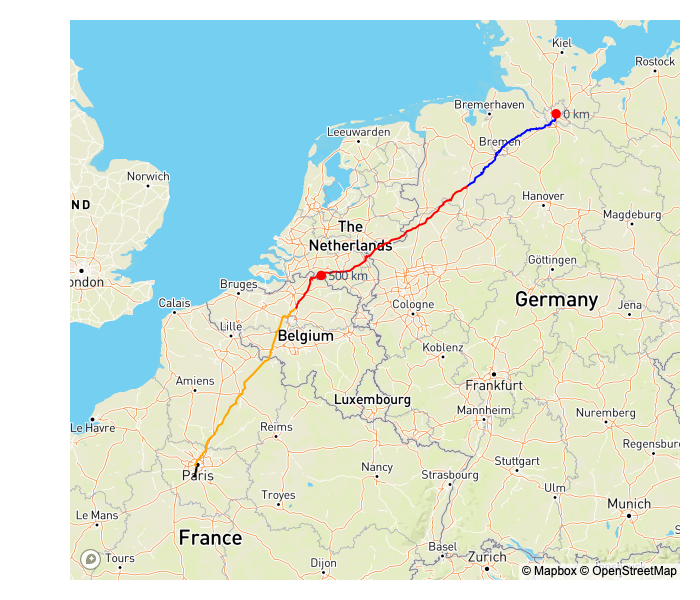 Kiel
Rostock
Bremerhaven
0 km
Leeuwarden
Bremen
Norwich
ND
Hanover
Magdeburg
The
Netherlands
Göttingen
ondon
500 km
Bruges
Calais
Cologne
Germany
Jena
Lille
Belgium
Koblenz
Amiens
Frankfurt
Luxembourg
Mannheim
Nuremberg
Le Havre
Reims
Regensburg
Paris
Nancy
Strasbourg
Stuttgart
Troyes
Ulm
Munich
Le Mans
France
Basel
Zurich
Tours
Dijon
S
© Mapbox © OpenStreetMap